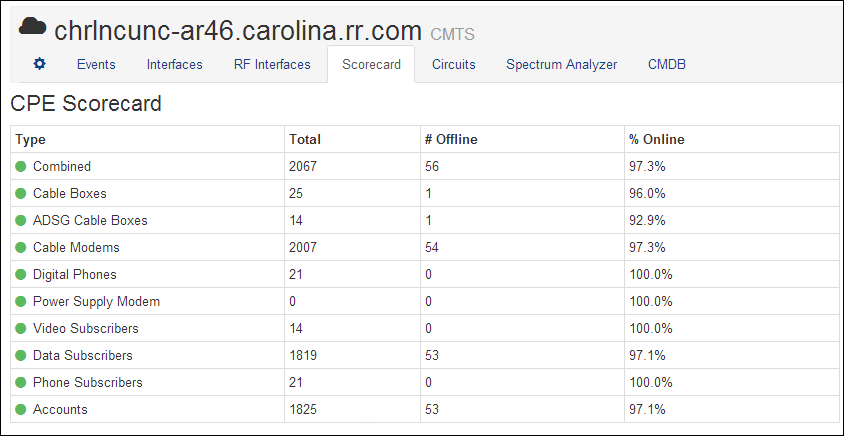 chrlncunc-ar46.carolina.rr.com CMTS
Events Interfaces RF Interfaces Scorecard Circuits Spectrum Analyzer CMDB
CPE Scorecard
Type Total # Offline % Online
Combined 2067 56 97.3%
Cable Boxes 25 1 96.0%
ADSG Cable Boxes 14 1 92.9%
Cable Modems 2007 54 97.3%
Digital Phones 21 0 100.0%
Power Supply Modem 0 0 100.0%
Video Subscribers 14 0 100.0%
Data Subscribers 1819 53 97.1%
Phone Subscribers 21 0 100.0%
Accounts 1825 53 97.1%